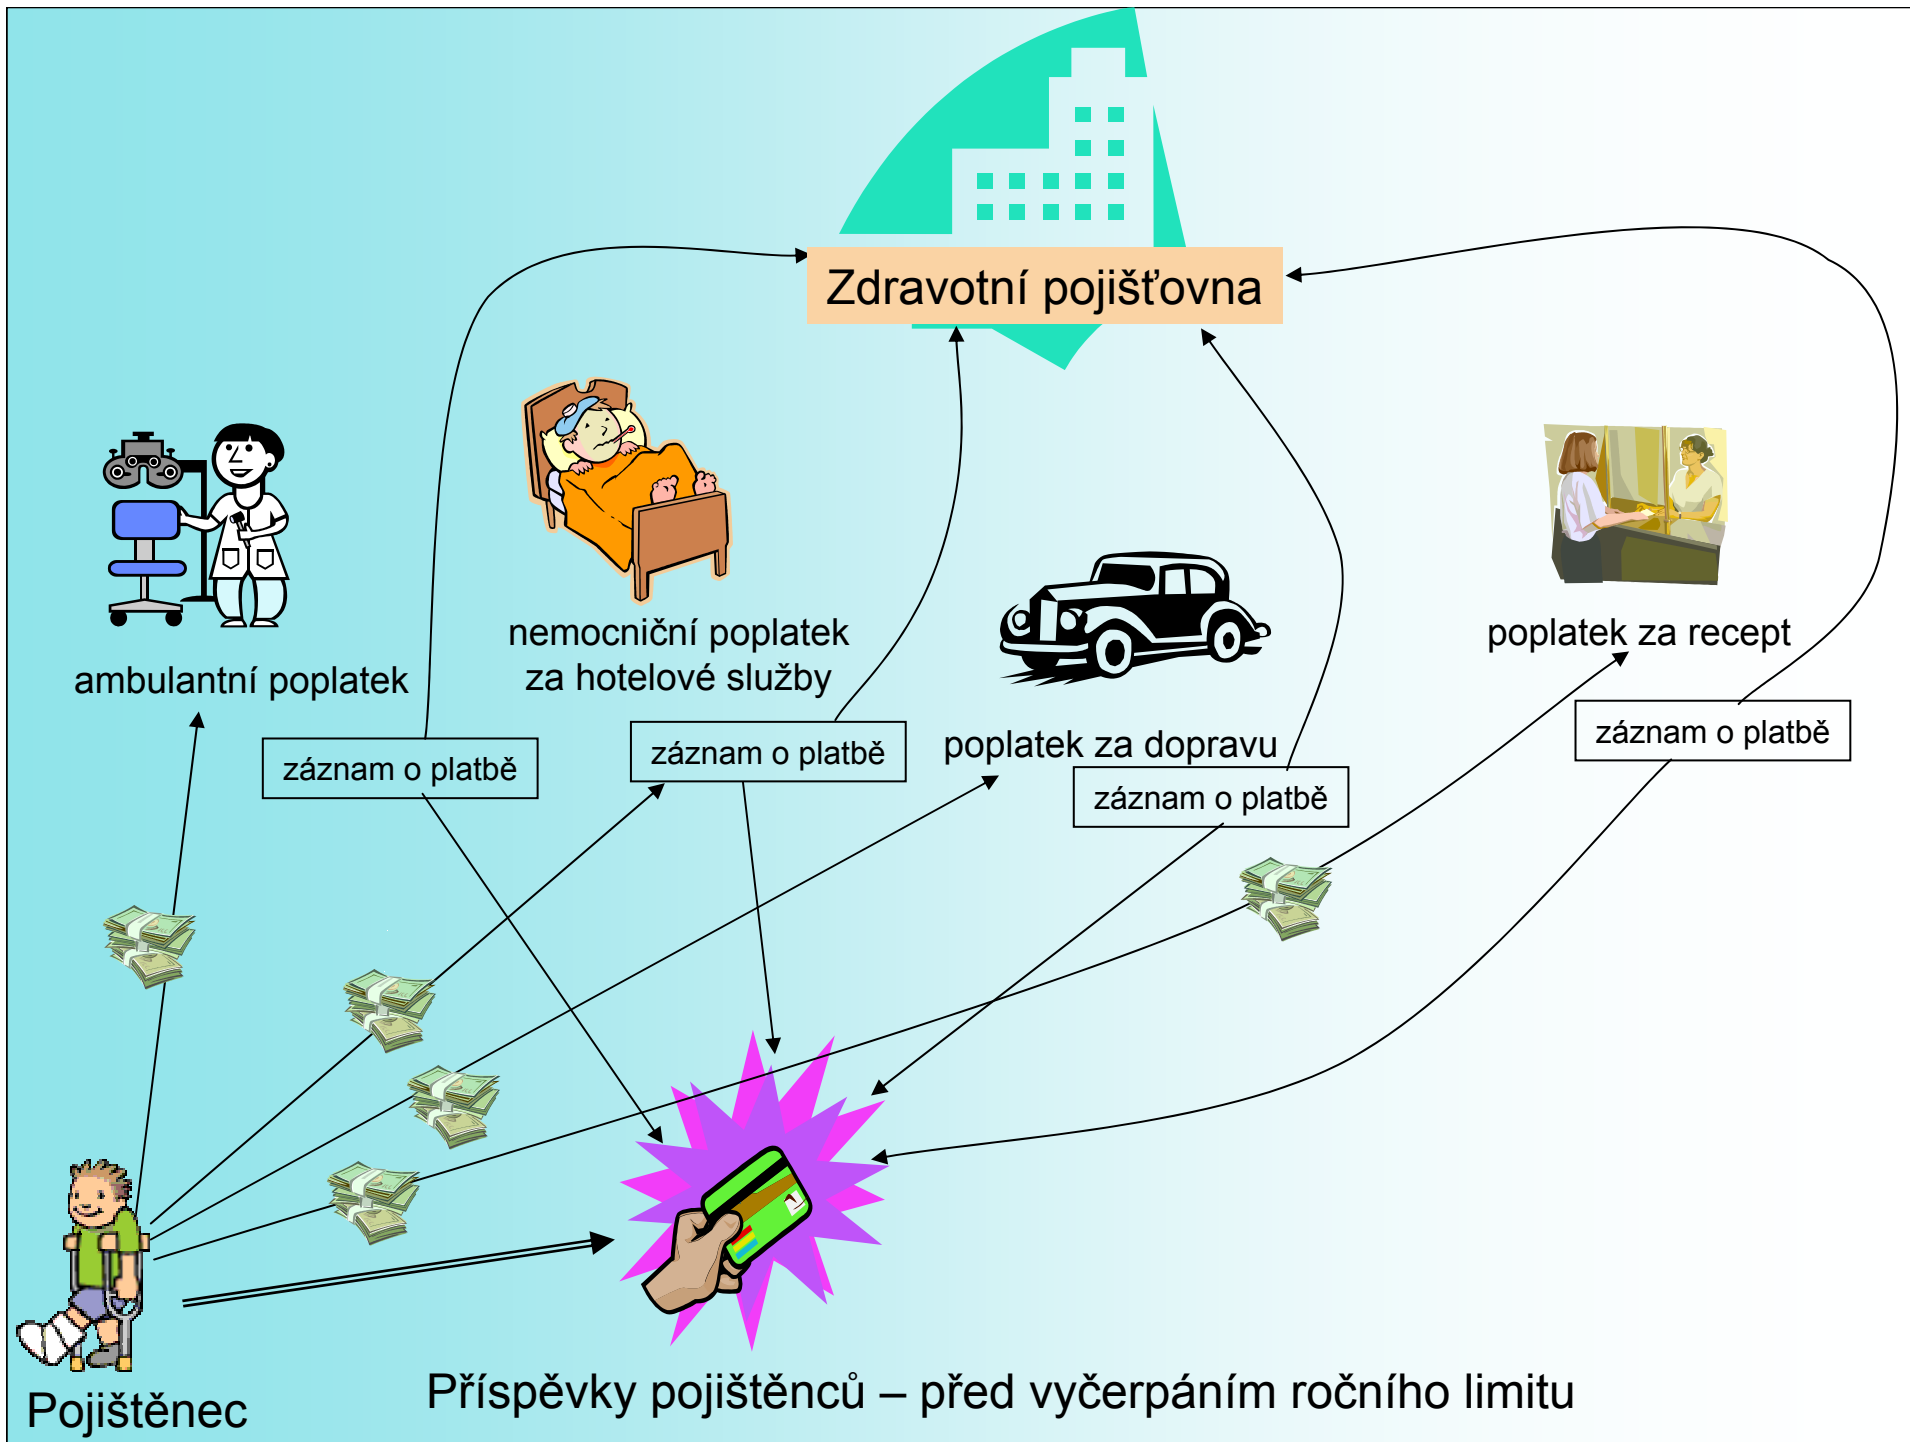 Zdravotní pojišťovna
nemocniční poplatek
za hotelové služby
poplatek za recept
ambulantní poplatek
záznam o platbě
záznam o platbě
poplatek za dopravu
záznam o platbě
záznam o platbě
Příspěvky pojištěnců – před vyčerpáním ročního limitu
Pojištěnec